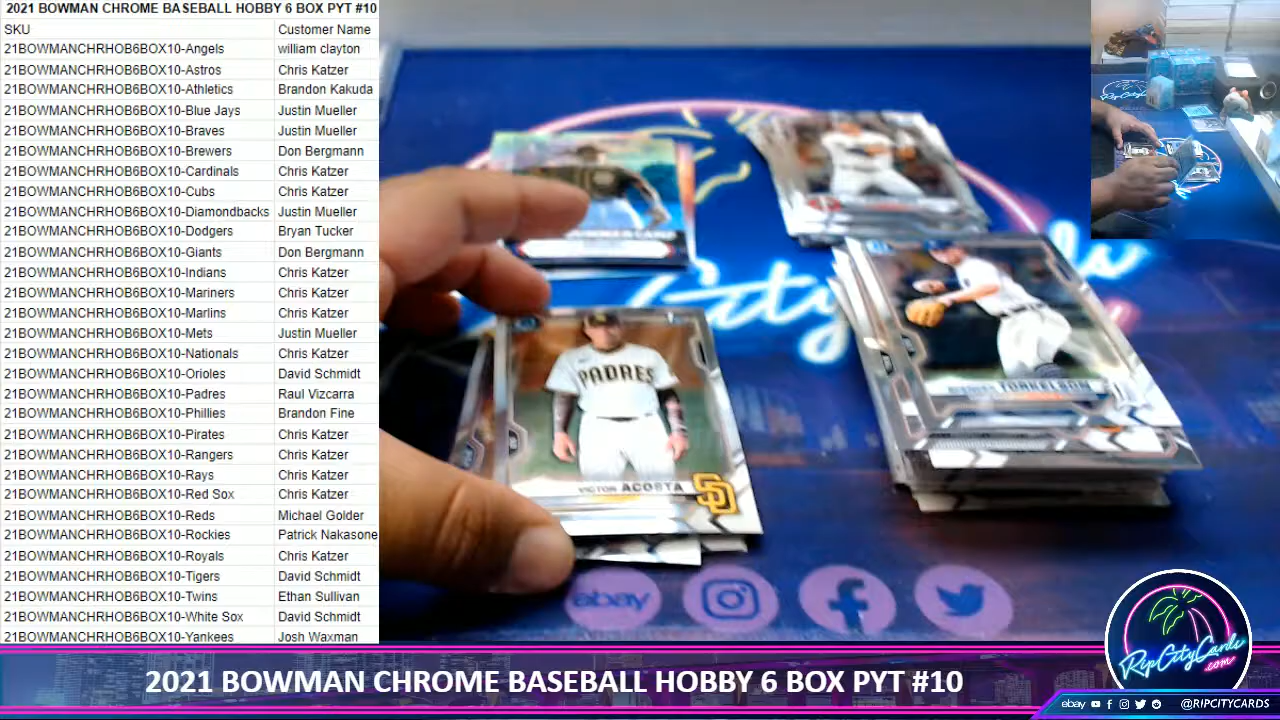 2021 BOWMAN CHROME BASEBALL HOBBY 6 BOX PYT #10
SKU Customer Name
21BOWMANCHRHOB6BOX10-Angels william clayton
21BOWMANCHRHOB6BOX10-Astros Chris Katzer
21BOWMANCHRHOB6BOX10-Athletics Brandon Kakuda
21BOWMANCHRHOB6BOX10-Blue Jays Justin Mueller
21BOWMANCHRHOB6BOX10-Braves Justin Mueller
21BOWMANCHRHOB6BOX10-Brewers Don Bergmann
21BOWMANCHRHOB6BOX10-Cardinals Chris Katzer
21BOWMANCHRHOB6BOX10-Cubs Chris Katzer
21BOWMANCHRHOB6BOX10-Diamondbacks Justin Mueller
21BOWMANCHRHOB6BOX10-Dodgers Bryan Tucker
21BOWMANCHRHOB6BOX10-Giants Don Bergmann
21BOWMANCHRHOB6BOX10-Indians Chris Katzer
21BOWMANCHRHOB6BOX10-Mariners Chris Katzer
21BOWMANCHRHOB6BOX10-Marlins Chris Katzer
21BOWMANCHRHOB6BOX10-Mets Justin Mueller
21BOWMANCHRHOB6BOX10-Nationals Chris Katzer
21BOWMANCHRHOB6BOX10-Orioles David Schmidt
21BOWMANCHRHOB6BOX10-Padres Raul Vizcarra
21BOWMANCHRHOB6BOX10-Phillies Brandon Fine
21BOWMANCHRHOB6BOX10-Pirates Chris Katzer
21BOWMANCHRHOB6BOX10-Rangers Chris Katzer
21BOWMANCHRHOB6BOX10-Rays Chris Katzer
21BOWMANCHRHOB6BOX10-Red Sox Chris Katzer
21BOWMANCHRHOB6BOX10-Reds Michael Golder
21BOWMANCHRHOB6BOX10-Rockies Patrick Nakasone
21BOWMANCHRHOB6BOX10-Royals Chris Katzer
21BOWMANCHRHOB6BOX10-Tigers David Schmidt
21BOWMANCHRHOB6BOX10-Twins Ethan Sullivan
21BOWMANCHRHOB6BOX10-White Sox David Schmidt
21BOWMANCHRHOB6BOX10-Yankees Josh Waxman
TORKELSON
PADRES
VICTOR ACOSTA
SD
ebay
RipCityCards
.com
2021 BOWMAN CHROME BASEBALL HOBBY 6 BOX PYT #10
ebay @RIPCITYCARDS